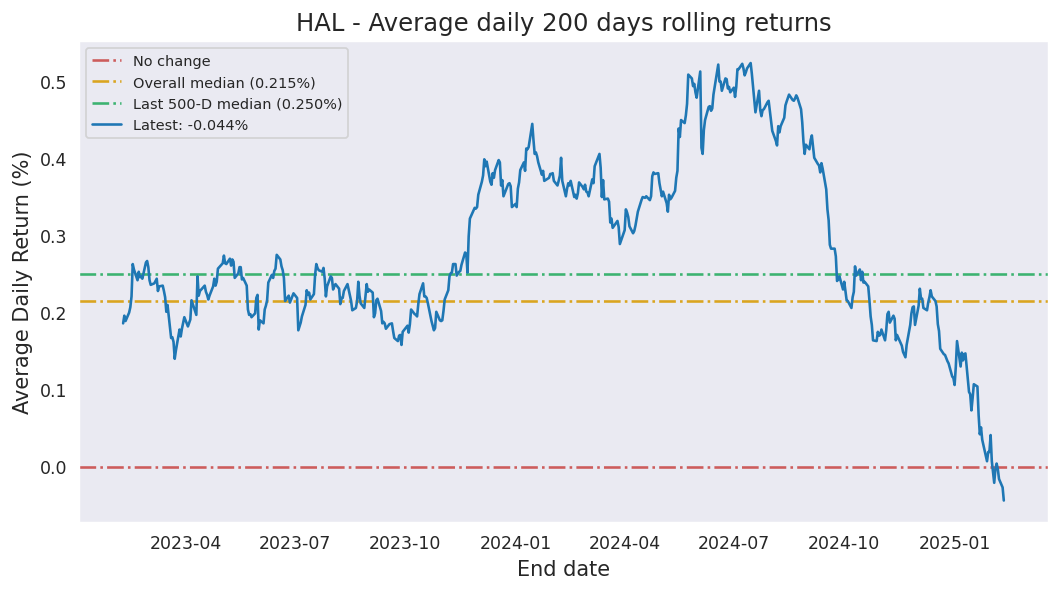 HAL - Average daily 200 days rolling returns
No change
Overall median (0.215%)
Last 500-D median (0.250%)
Latest: -0.044%
Average Daily Return (%)
0.5
0.4
0.3
0.2
0.1
0.0
2023-04 2023-07 2023-10 2024-01 2024-04 2024-07 2024-10 2025-01
End date